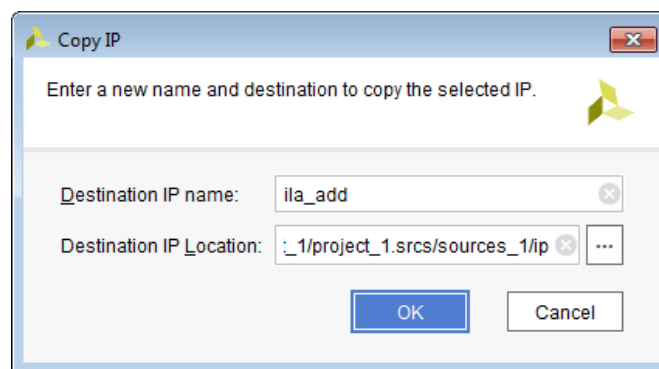 Copy IP
Enter a new name and destination to copy the selected IP.
Destination IP name: ila_add
Destination IP Location: :_1/project_1.srcs/sources_1/ip ...
OK Cancel